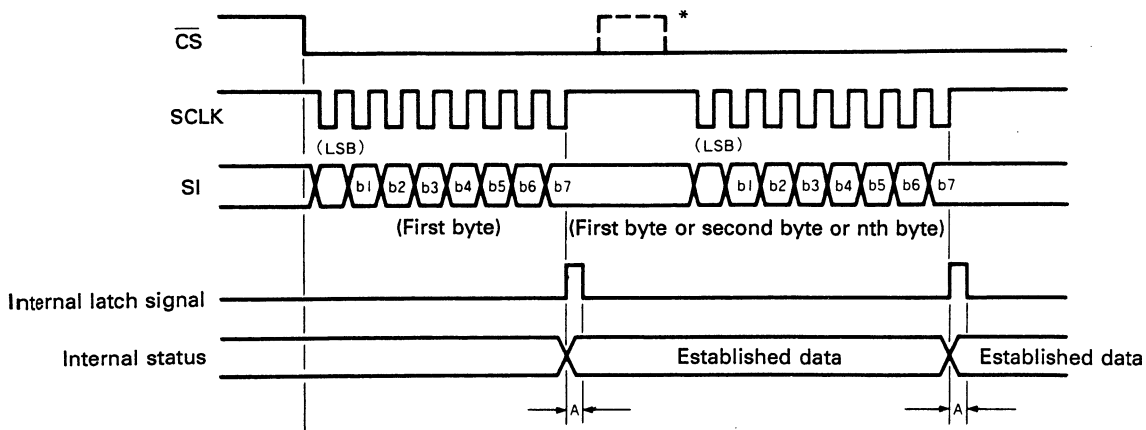 CS
*
SCLK
(LSB)
(LSB)
SI
b1 b2 b3 b4 b5 b6 b7
b1 b2 b3 b4 b5 b6 b7
(First byte)
(First byte or second byte or nth byte)
Internal latch signal
Internal status
Established data
Established data
A
A